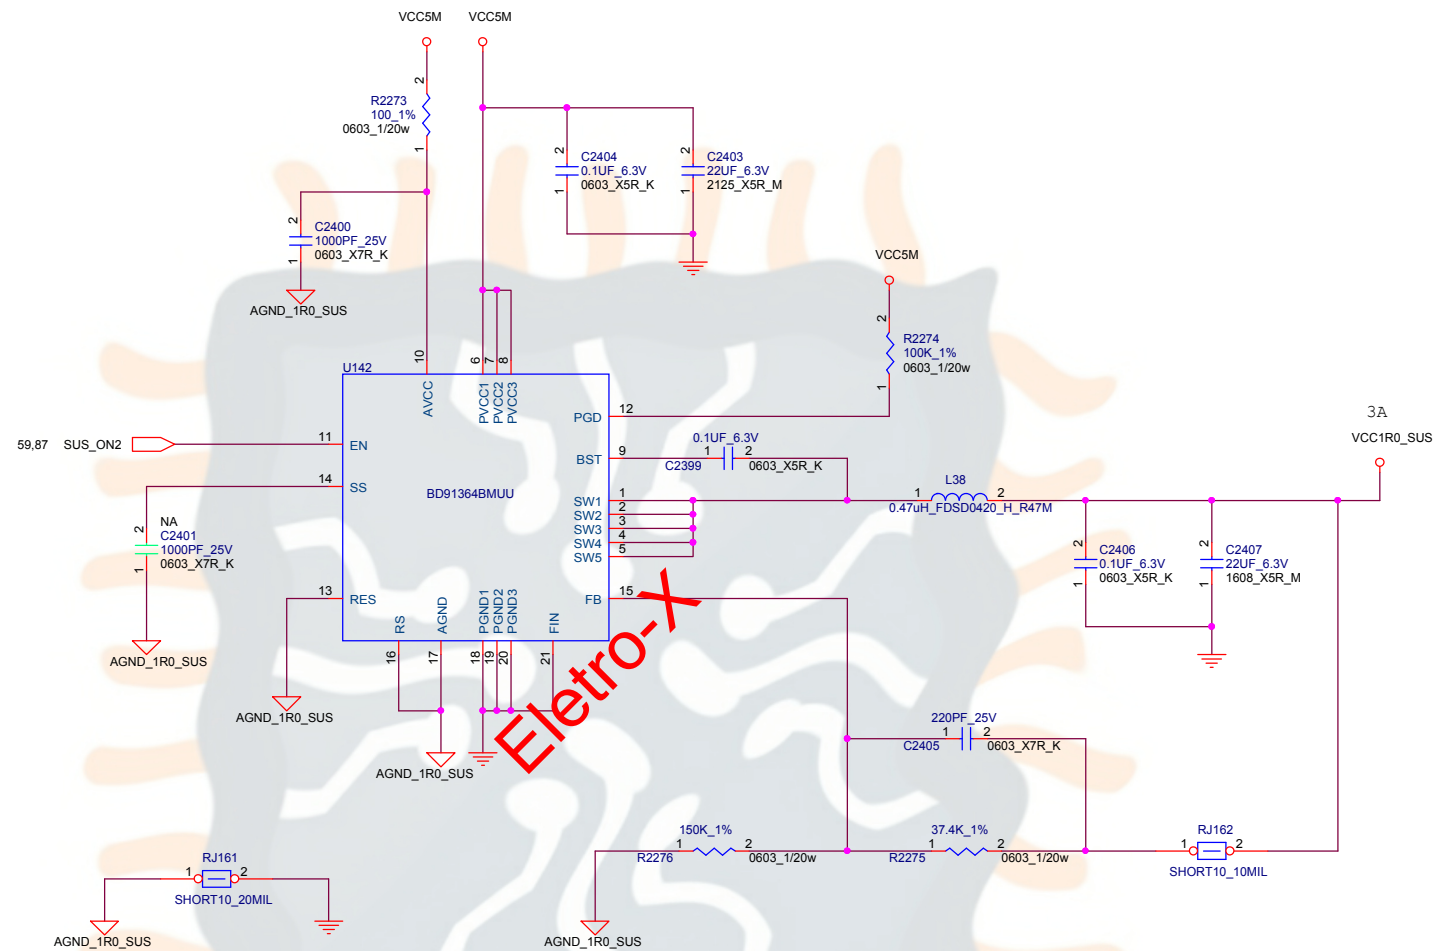 VCC5M
VCC5M
2
R2273
100_1%
0603_1/20w
1
2
C2404
0.1UF_6.3V
0603_X5R_K
1
2
C2403
22UF_6.3V
2125_X5R_M
1
2
C2400
1000PF_25V
0603_X7R_K
1
AGND_1R0_SUS
VCC5M
2
R2274
100K_1%
0603_1/20w
1
U142
10
6
7
8
AVCC
PVCC1
PVCC2
PVCC3
PGD
12
3A
VCC1R0_SUS
59,87 SUS_ON2
11
EN
BST
9
0.1UF_6.3V
1
2
C2399
0603_X5R_K
14
SS
BD91364BMUU
SW1
1
SW2
2
SW3
3
SW4
4
SW5
5
1
L38
2
0.47uH_FDSD0420_H_R47M
NA
2
C2401
1000PF_25V
0603_X7R_K
1
AGND_1R0_SUS
2
C2406
0.1UF_6.3V
0603_X5R_K
1
2
C2407
22UF_6.3V
1608_X5R_M
1
13
RES
FB
15
RS
AGND
PGND1
PGND2
PGND3
FIN
16
17
18
19
20
21
AGND_1R0_SUS
AGND_1R0_SUS
Eletro-X
220PF_25V
1
2
C2405
0603_X7R_K
150K_1%
1
2
R2276
0603_1/20w
37.4K_1%
1
2
R2275
0603_1/20w
RJ162
1
2
SHORT10_10MIL
RJ161
1
2
SHORT10_20MIL
AGND_1R0_SUS
AGND_1R0_SUS